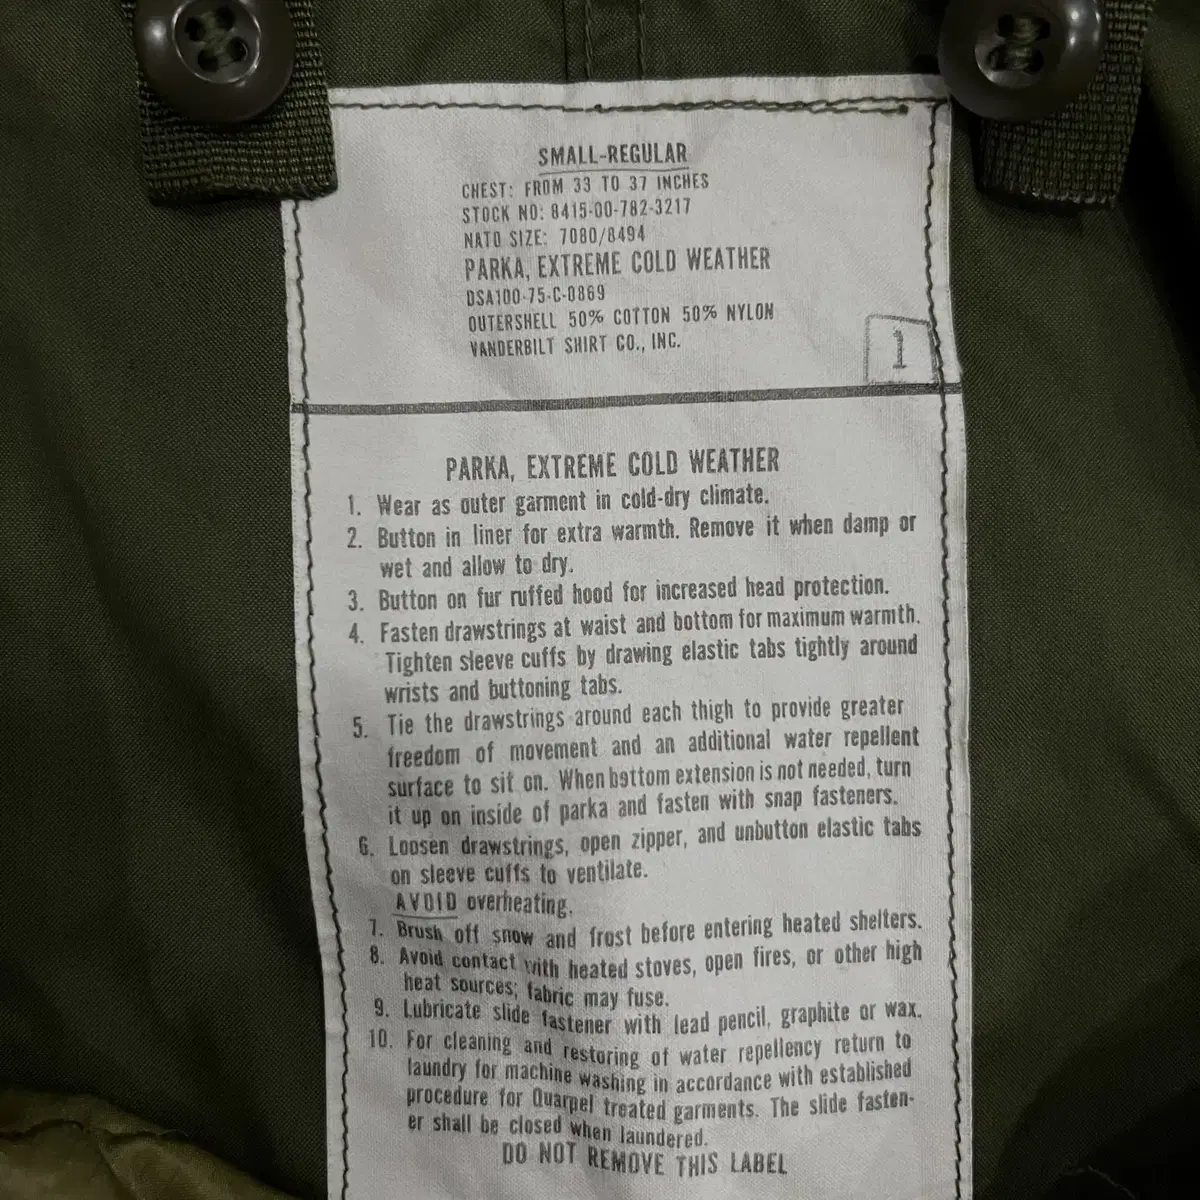 SMALL-REGULAR
CHEST: FROM 33 TO 37 INCHES
STOCK NO: 8415-00-782-3217
NATO SIZE: 7080/8494
PARKA, EXTREME COLD WEATHER
DSA100-75-C-0869
OUTERSHELL 50% COTTON 50% NYLON
VANDERBILT SHIRT CO., INC.
1
PARKA, EXTREME COLD WEATHER
1. Wear as outer garment in cold-dry climate.
2. Button in liner for extra warmth. Remove it when damp or
wet and allow to dry.
3. Button on fur ruffed hood for increased head protection.
4. Fasten drawstrings at waist and bottom for maximum warmth.
Tighten sleeve cuffs by drawing elastic tabs tightly around
wrists and buttoning tabs.
5. Tie the drawstrings around each thigh to provide greater
freedom of movement and an additional water repellent
surface to sit on. When bottom extension is not needed, turn
it up on inside of parka and fasten with snap fasteners.
6. Loosen drawstrings, open zipper, and unbutton elastic tabs
on sleeve cuffs to ventilate.
AVOID overheating.
7. Brush off snow and frost before entering heated shelters.
8. Avoid contact with heated stoves, open fires, or other high
heat sources; fabric may fuse.
9. Lubricate slide fastener with lead pencil, graphite or wax.
10. For cleaning and restoring of water repellency return to
laundry for machine washing in accordance with established
procedure for Quarpel treated garments. The slide fasten-
er shall be closed when laundered.
DO NOT REMOVE THIS LABEL